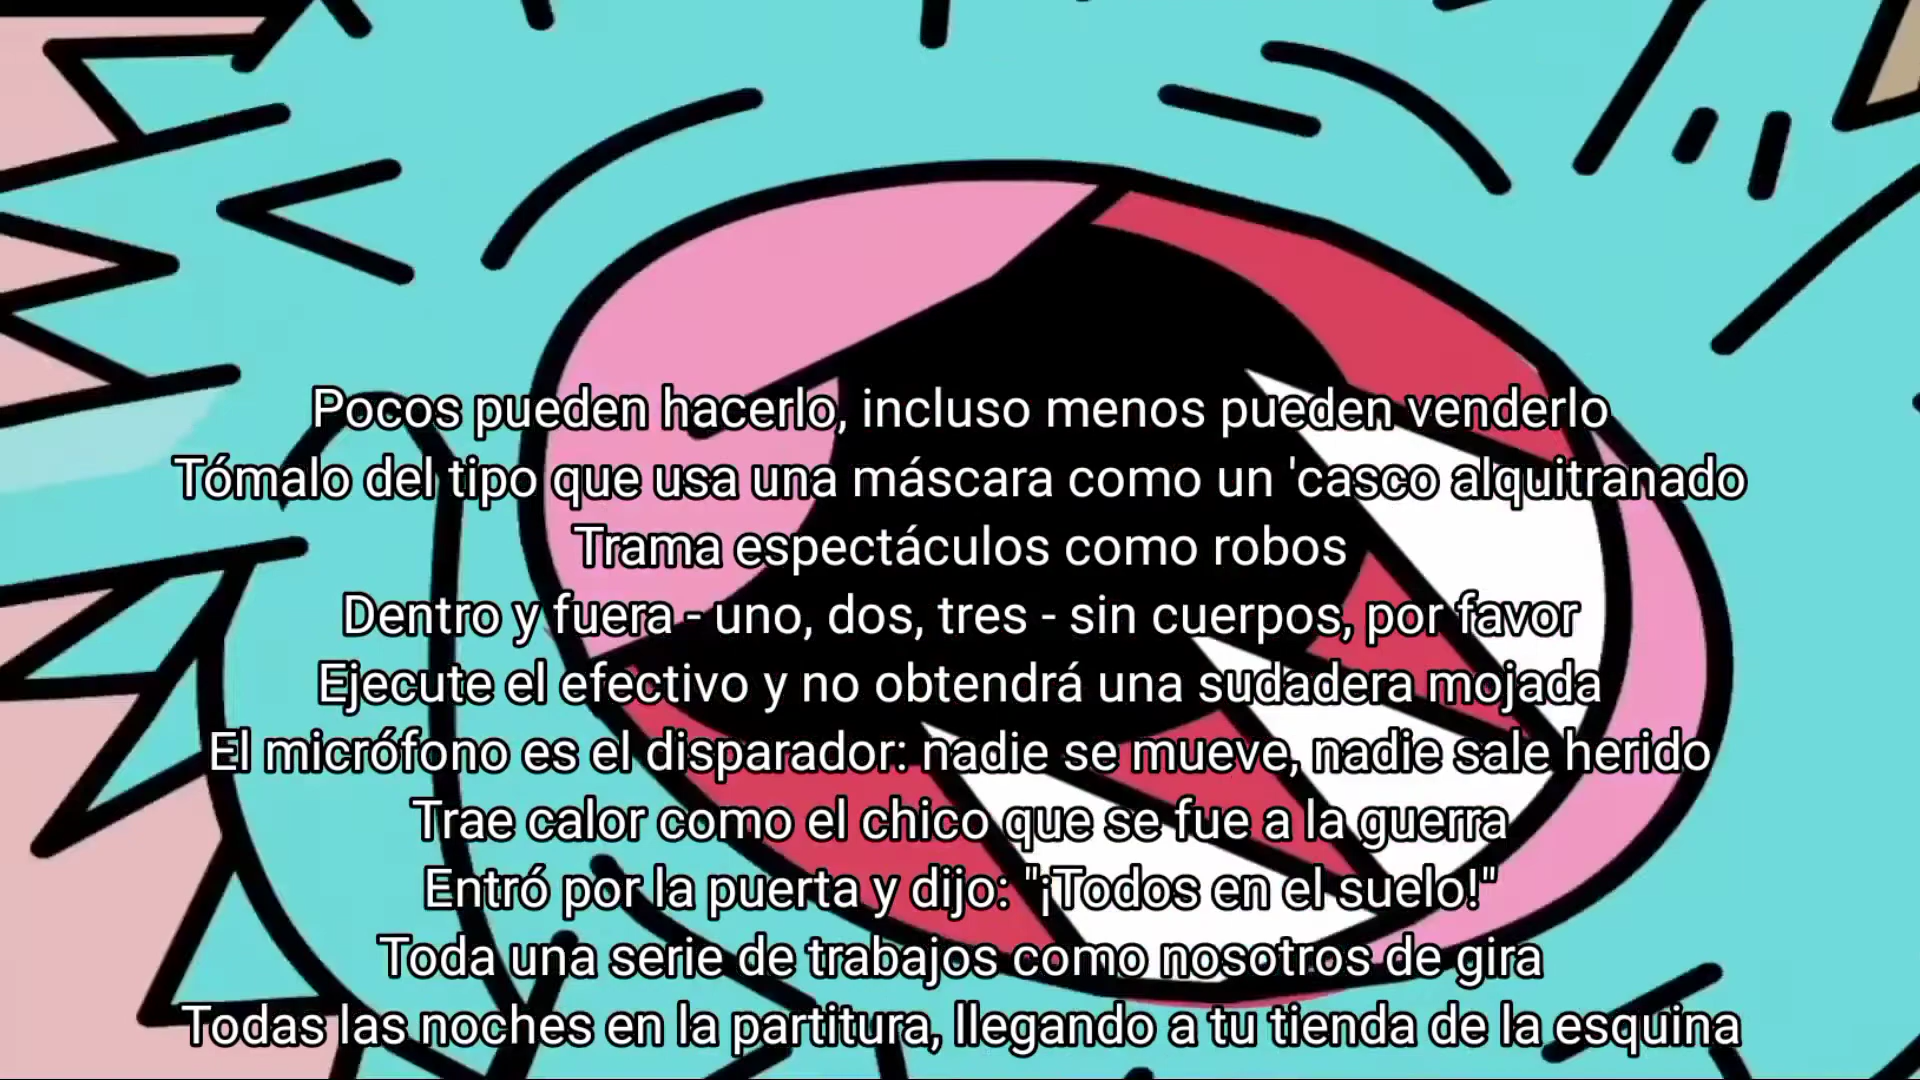 Pocos pueden hacerlo, incluso menos pueden venderlo
Tómalo del tipo que usa una máscara como un 'casco alquitranado
Trama espectáculos como robos
Dentro y fuera - uno, dos, tres - sin cuerpos, por favor
Ejecute el efectivo y no obtendrá una sudadera mojada
El micrófono es el disparador: nadie se mueve, nadie sale herido
Trae calor como el chico que se fue a la guerra
Entró por la puerta y dijo: "¡Todos en el suelo!"
Toda una serie de trabajos como nosotros de gira
Todas las noches en la partitura, llegando a tu tienda de la esquina